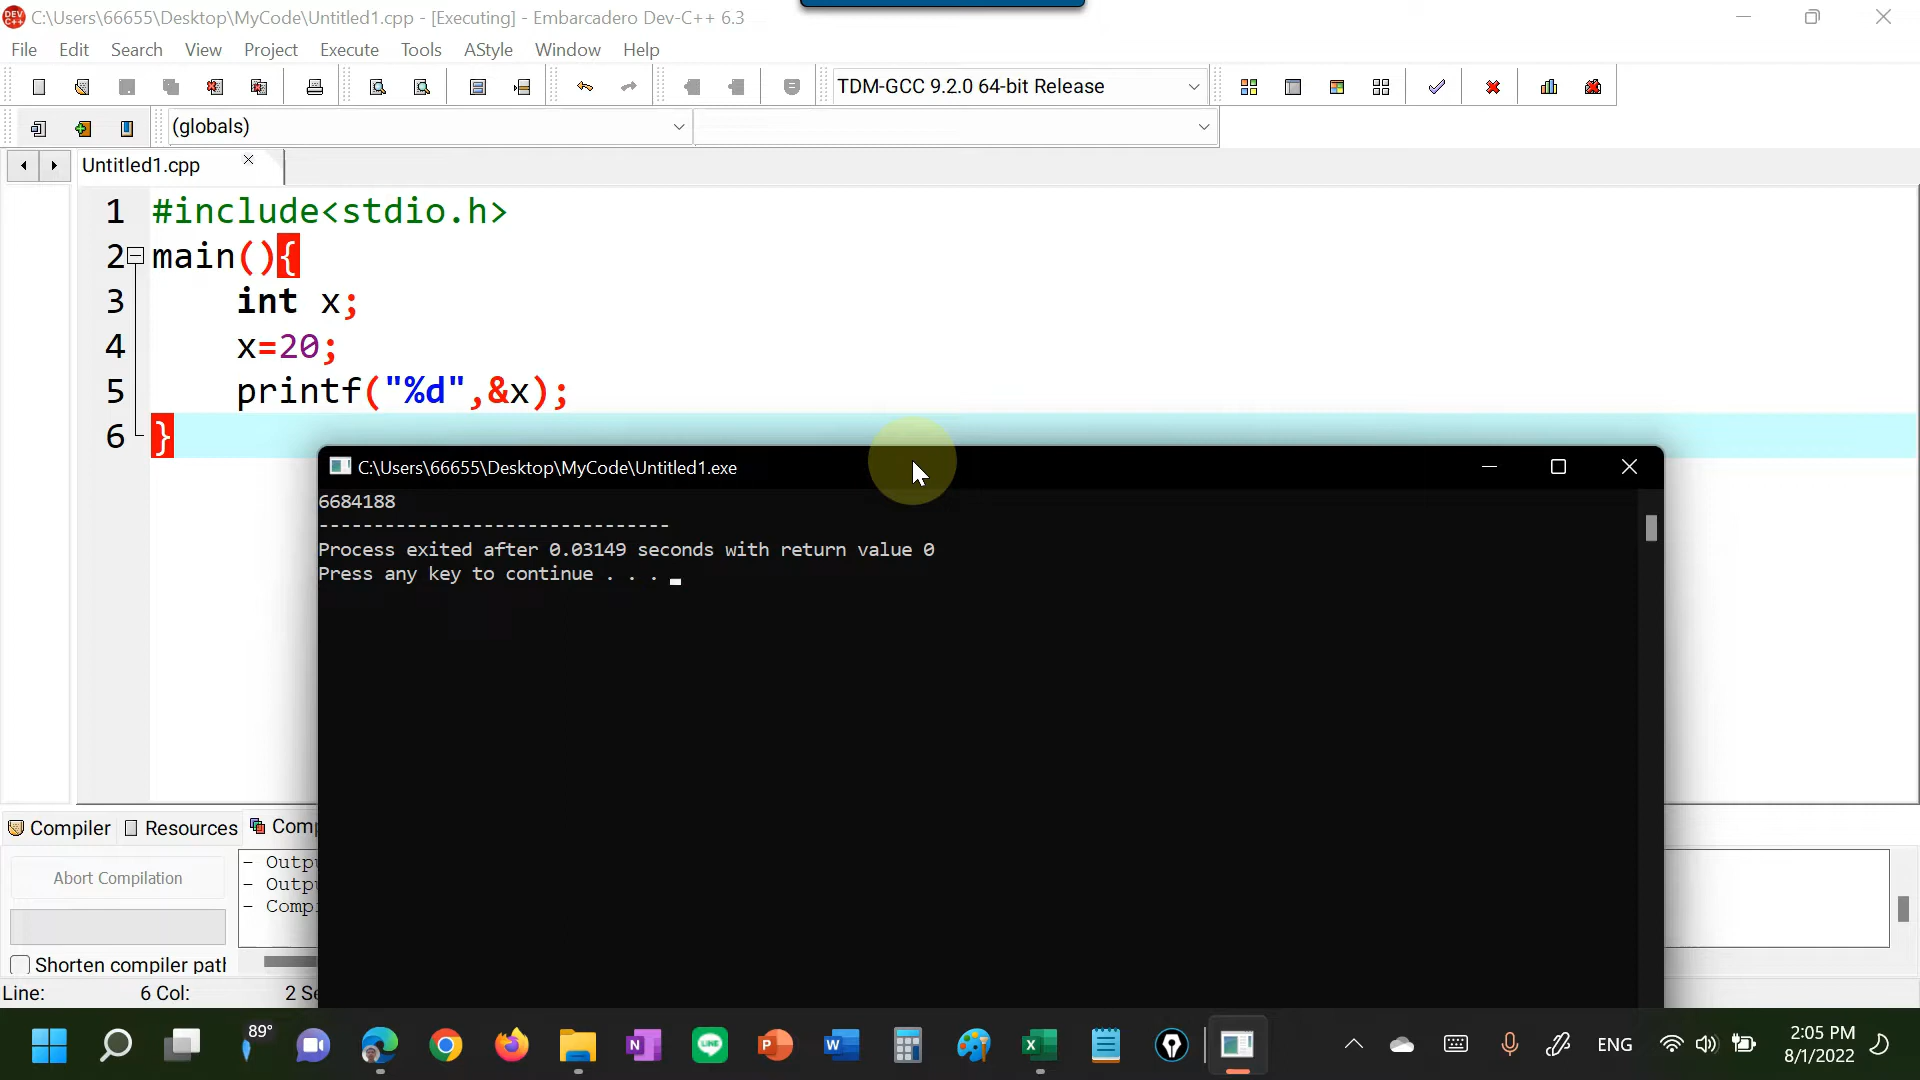 C:\Users\66655\Desktop\MyCode\Untitled1.cpp - [Executing] - Embarcadero Dev-C++ 6.3
File Edit Search View Project Execute Tools AStyle Window Help
TDM-GCC 9.2.0 64-bit Release
(globals)
Untitled1.cpp
1 #include<stdio.h>
2 main(){
3 int x;
4 x=20;
5 printf("%d",&x);
6 }
C:\Users\66655\Desktop\MyCode\Untitled1.exe
6684188
--------------------------------
Process exited after 0.03149 seconds with return value 0
Press any key to continue . . .
Compiler Resources
Abort Compilation
- Outp
- Outp
- Comp
Shorten compiler
Line: 6 Col: 2
89°
ENG
2:05 PM
8/1/2022